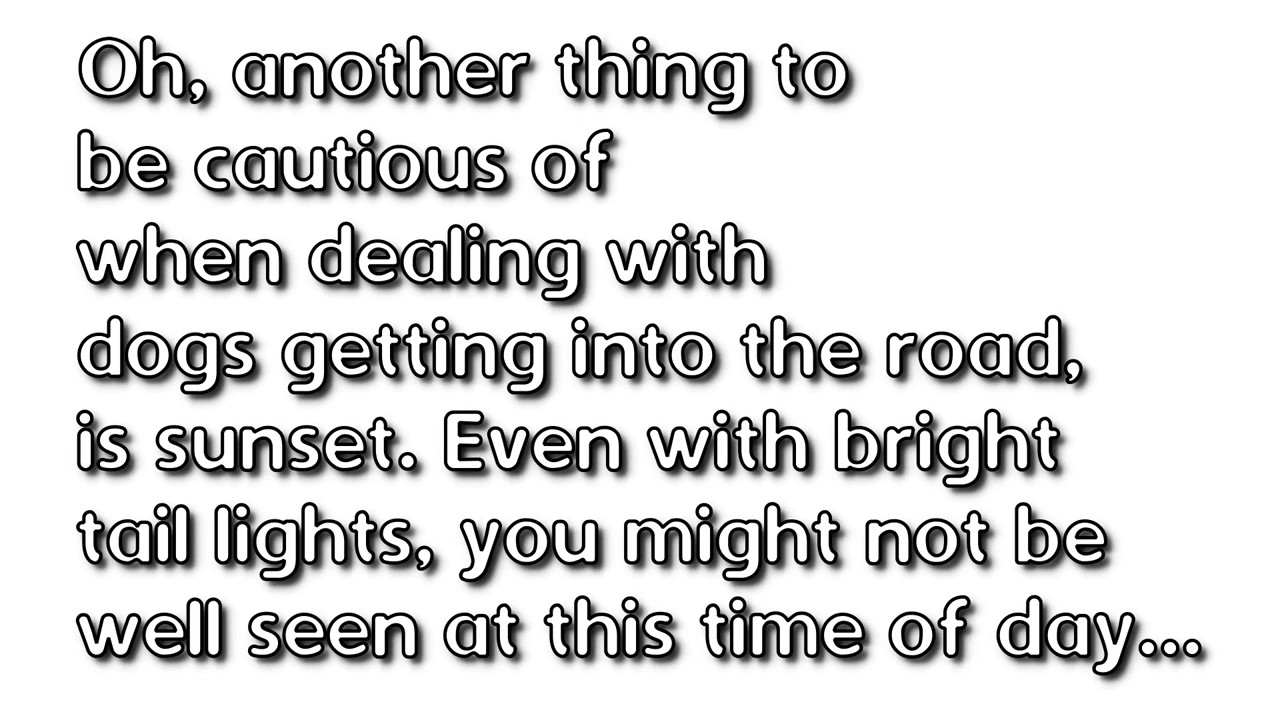 Oh, another thing to
be cautious of
when dealing with
dogs getting into the road,
is sunset. Even with bright
tail lights, you might not be
well seen at this time of day...